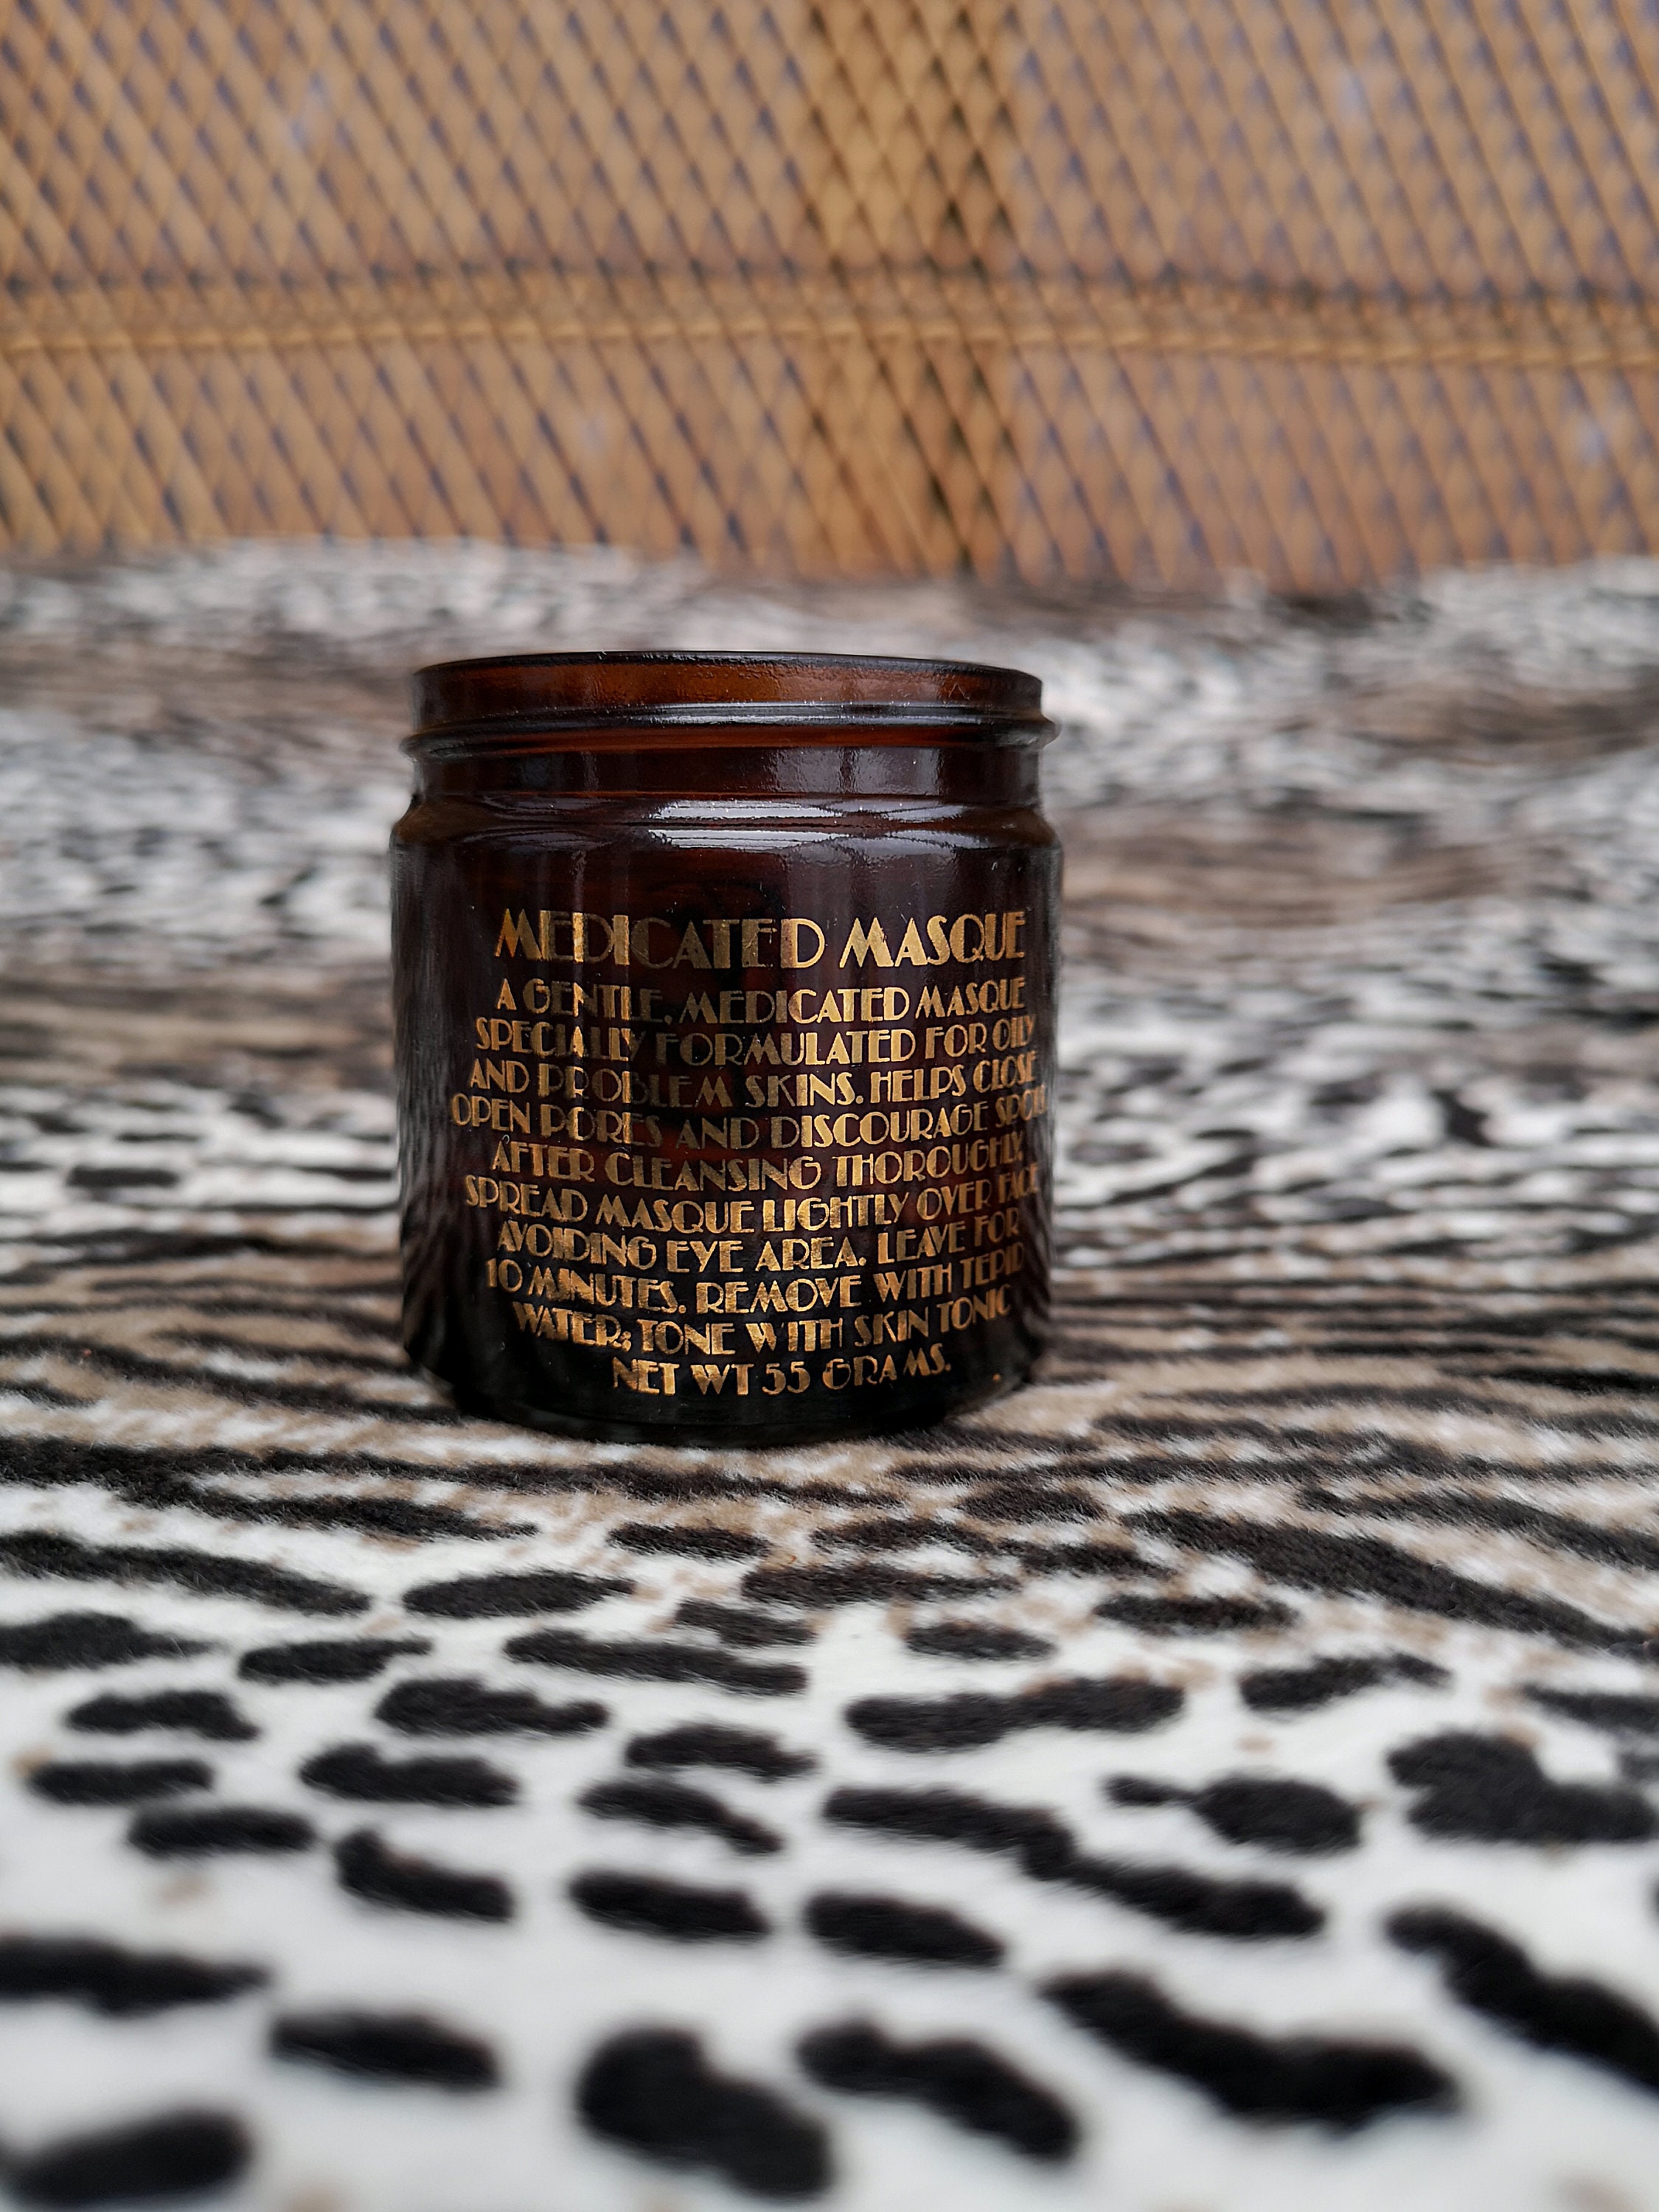 MEDICATED MASQUE
A GENTLE, MEDICATED MASQUE
SPECIALLY FORMULATED FOR OILY
AND PROBLEM SKINS. HELPS CLOSE
OPEN PORES AND DISCOURAGE
AFTER CLEANSING THOROUGHLY,
SPREAD MASQUE LIGHTLY OVER FACE
AVOIDING EYE AREA. LEAVE FOR
10 MINUTES. REMOVE WITH TEPID
WATER; TONE WITH SKIN TONIC
NET WT 55 GRAMS.